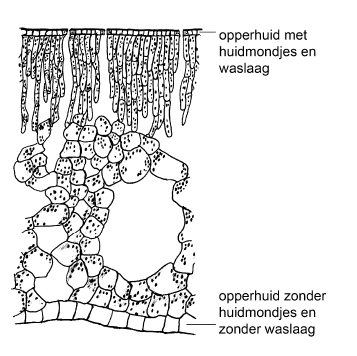 opperhuid met
huidmondjes en
waslaag
opperhuid zonder
huidmondjes en
zonder waslaag